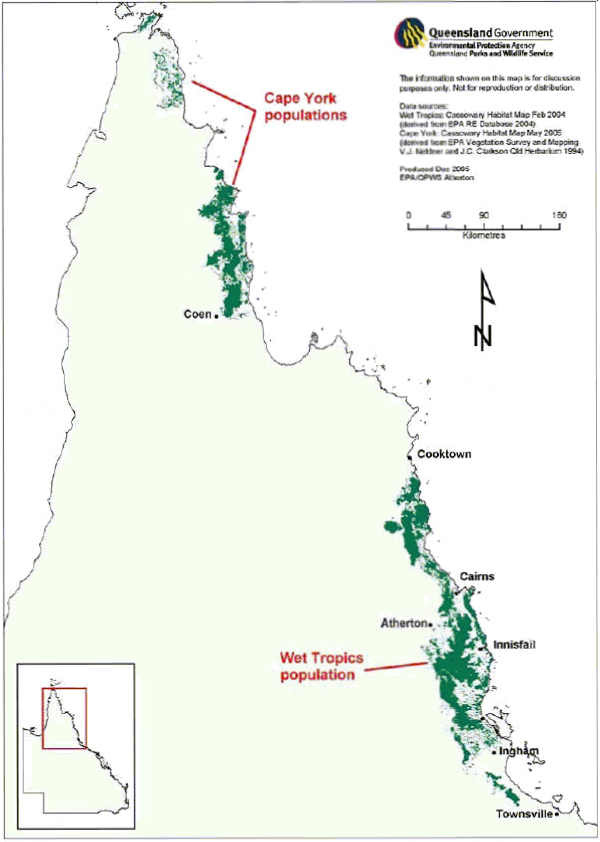 Queensland Government
Environmental Protection Agency
Queensland Parks and Wildlife Service
The information shown on this map is for discussion
purposes only. Not for reproduction or distribution.
Data sources:
Wet Tropics: Cassowary Habitat Map Feb 2004
(derived from EPA RE Database 2004)
Cape York: Cassowary Habitat Map May 2005
(derived from EPA Vegetation Survey and Mapping
V.J. Neldner and J.C. Clarkson Qld Herbarium 1994)
Produced Dec 2005
EPA/QPWS Atherton
0 45 90 180
Kilometres
N
Cape York
populations
Coen
Cooktown
Cairns
Atherton
Innisfail
Wet Tropics
population
Ingham
Townsville